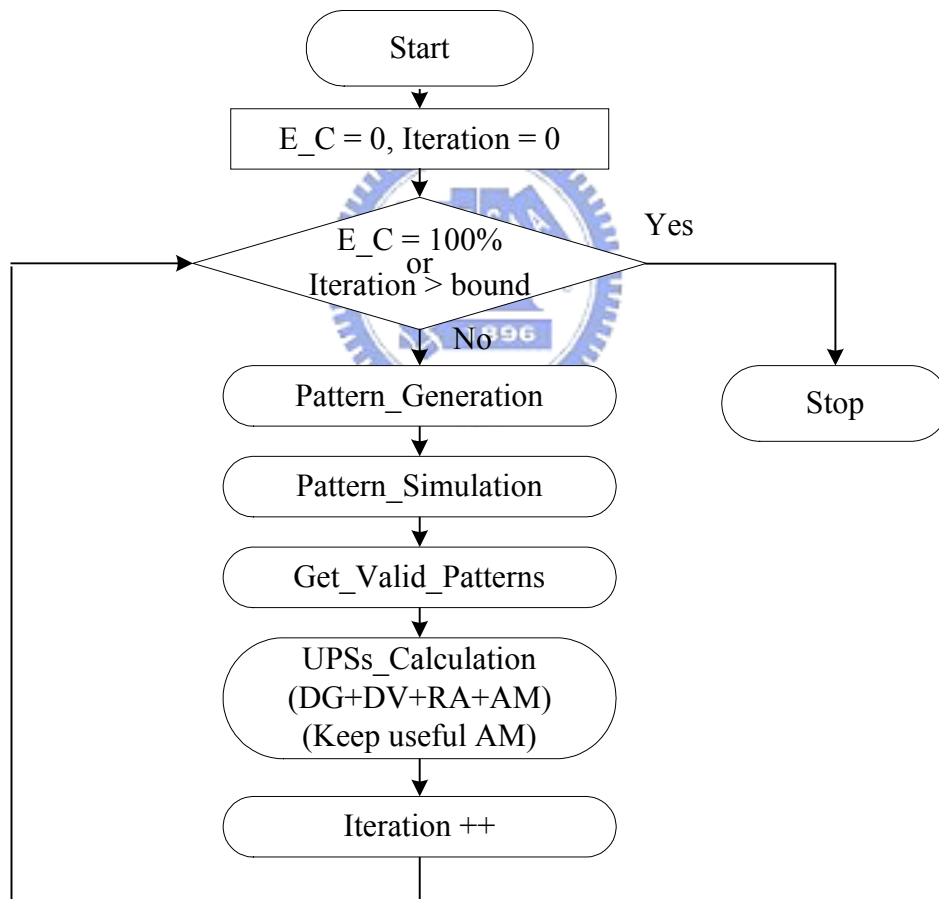 Start
E_C = 0, Iteration = 0
E_C = 100%
or
Iteration > bound
Yes
1896
No
Pattern_Generation
Stop
Pattern_Simulation
Get_Valid_Patterns
UPSs_Calculation
(DG+DV+RA+AM)
(Keep useful AM)
Iteration ++